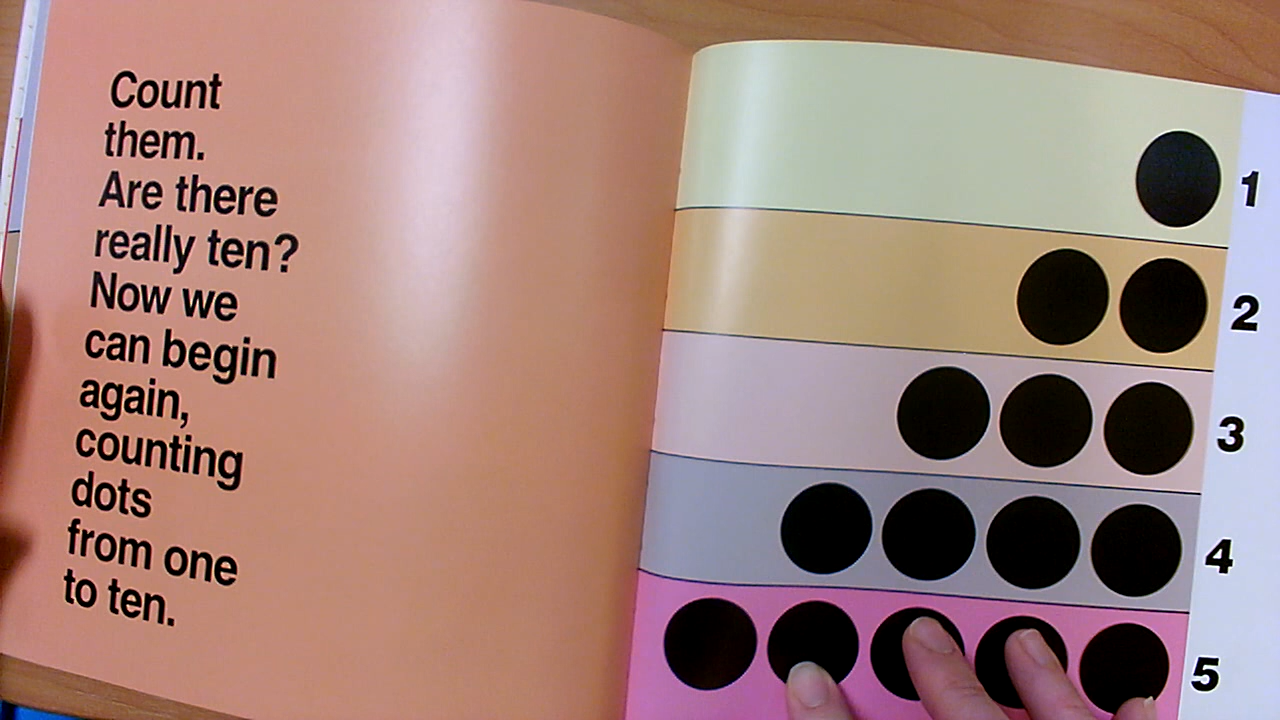 Count
them.
Are there
really ten?
Now we
can begin
again,
counting
dots
from one
to ten.
1
2
3
4
5